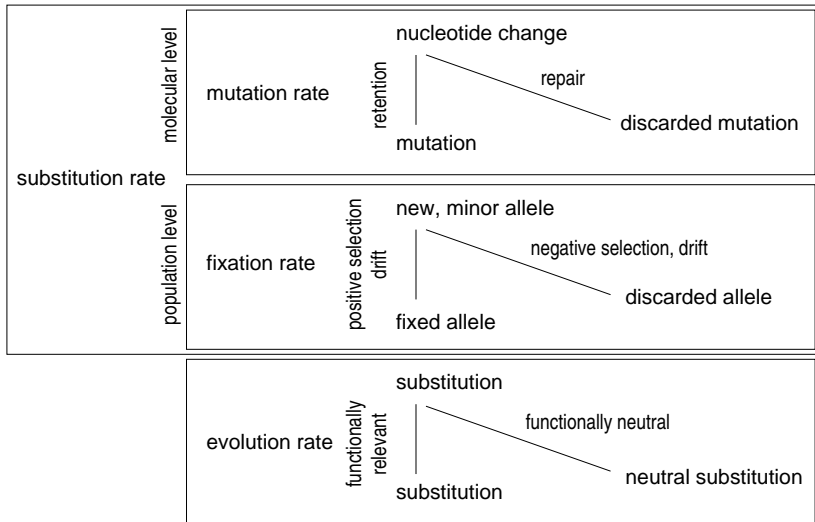 substitution rate
molecular level
mutation rate
nucleotide change
retention
repair
mutation
discarded mutation
population level
fixation rate
new, minor allele
positive selection
drift
negative selection, drift
fixed allele
discarded allele
evolution rate
substitution
functionally
relevant
functionally neutral
substitution
neutral substitution